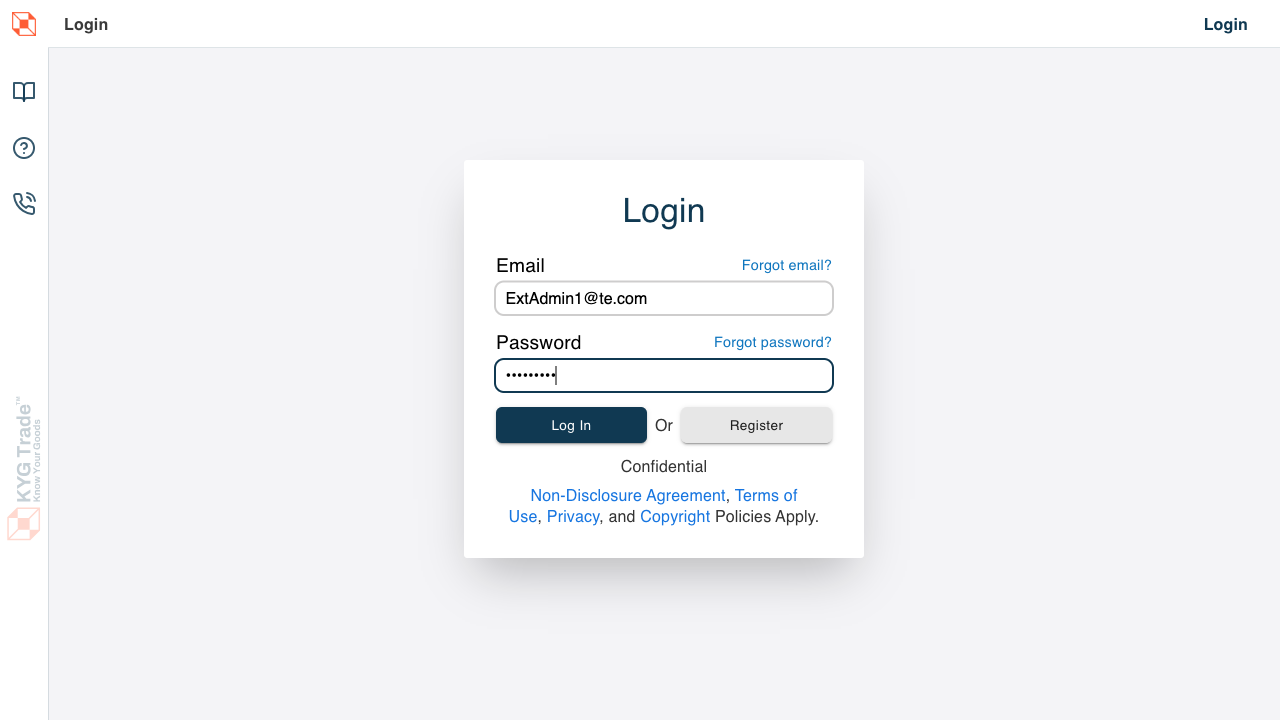 Login
Login
Login
Email
Forgot email?
ExtAdmin1@te.com
Password
Forgot password?
•••••••••
Log In
Or
Register
Confidential
Non-Disclosure Agreement, Terms of
Use, Privacy, and Copyright Policies Apply.
KYG Trade™
Know Your Goods